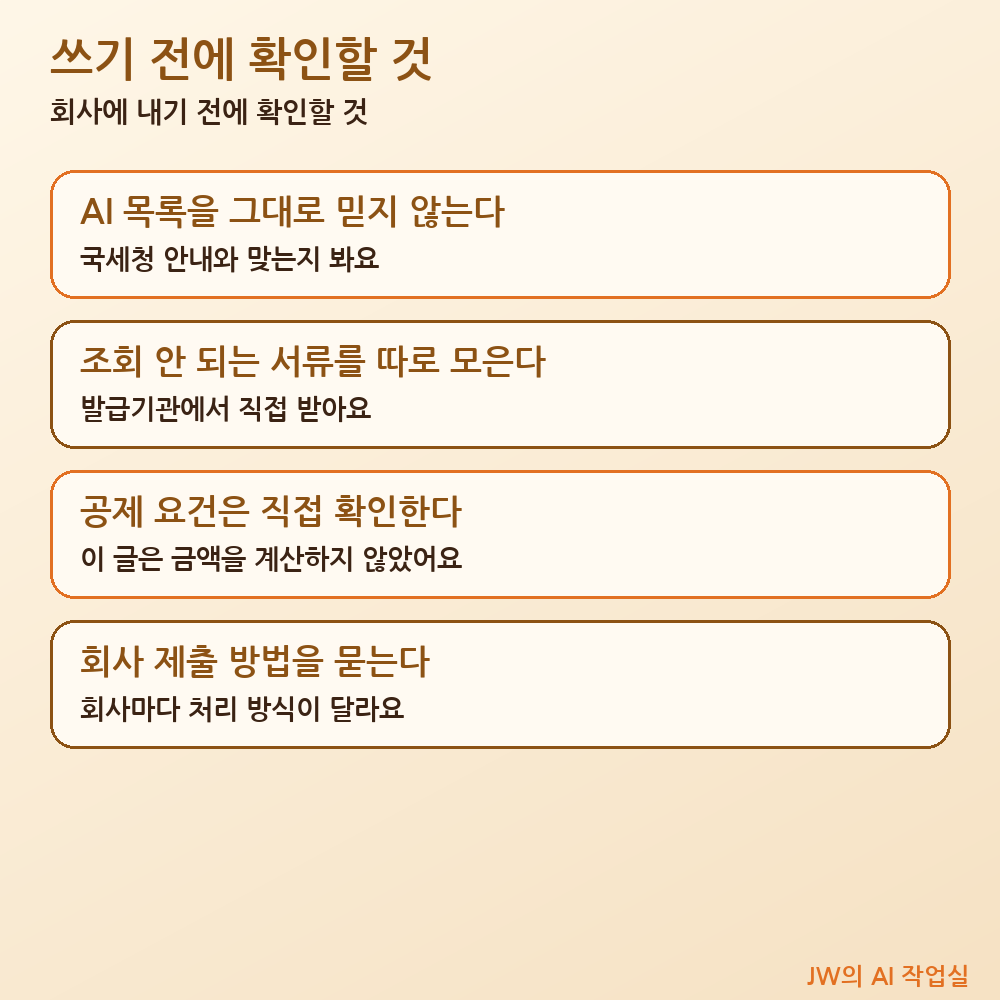 쓰기 전에 확인할 것
회사에 내기 전에 확인할 것
AI 목록을 그대로 믿지 않는다
국세청 안내와 맞는지 봐요
조회 안 되는 서류를 따로 모은다
발급기관에서 직접 받아요
공제 요건은 직접 확인한다
이 글은 금액을 계산하지 않았어요
회사 제출 방법을 묻는다
회사마다 처리 방식이 달라요
JW의 AI 작업실